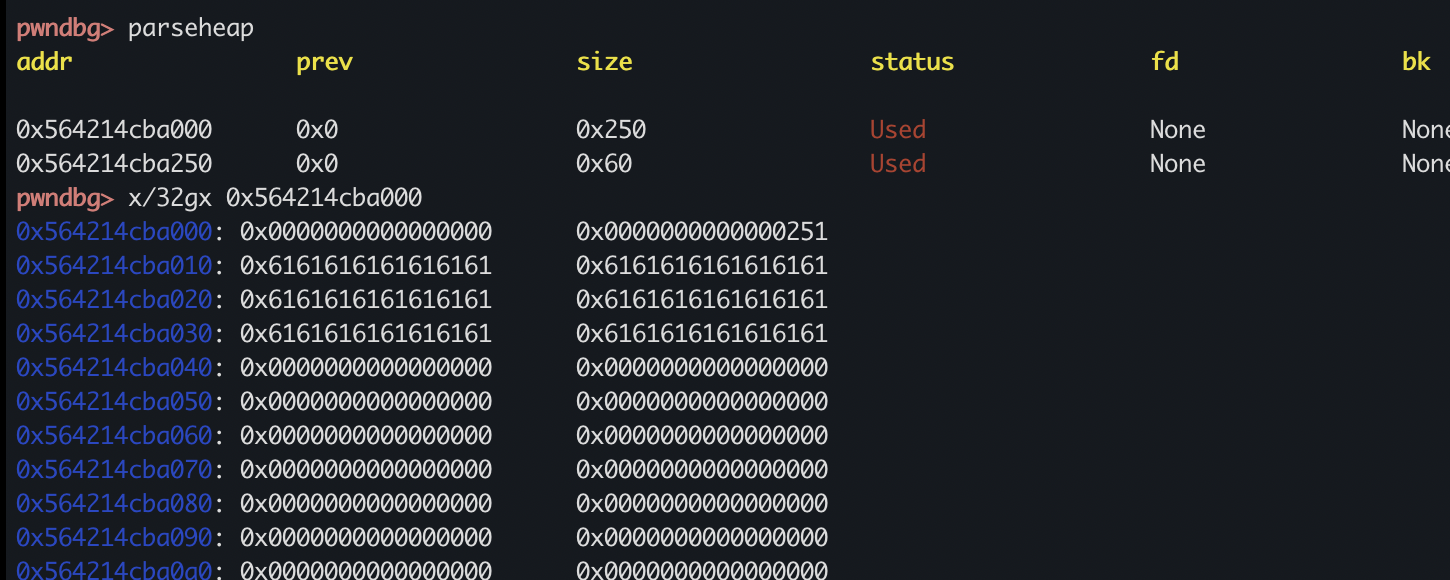 pwndbg> parseheap
addr prev size status fd bk
0x564214cba000 0x0 0x250 Used None None
0x564214cba250 0x0 0x60 Used None None
pwndbg> x/32gx 0x564214cba000
0x564214cba000: 0x0000000000000000 0x0000000000000251
0x564214cba010: 0x6161616161616161 0x6161616161616161
0x564214cba020: 0x6161616161616161 0x6161616161616161
0x564214cba030: 0x6161616161616161 0x6161616161616161
0x564214cba040: 0x0000000000000000 0x0000000000000000
0x564214cba050: 0x0000000000000000 0x0000000000000000
0x564214cba060: 0x0000000000000000 0x0000000000000000
0x564214cba070: 0x0000000000000000 0x0000000000000000
0x564214cba080: 0x0000000000000000 0x0000000000000000
0x564214cba090: 0x0000000000000000 0x0000000000000000
0x564214cba0a0: 0x0000000000000000 0x0000000000000000